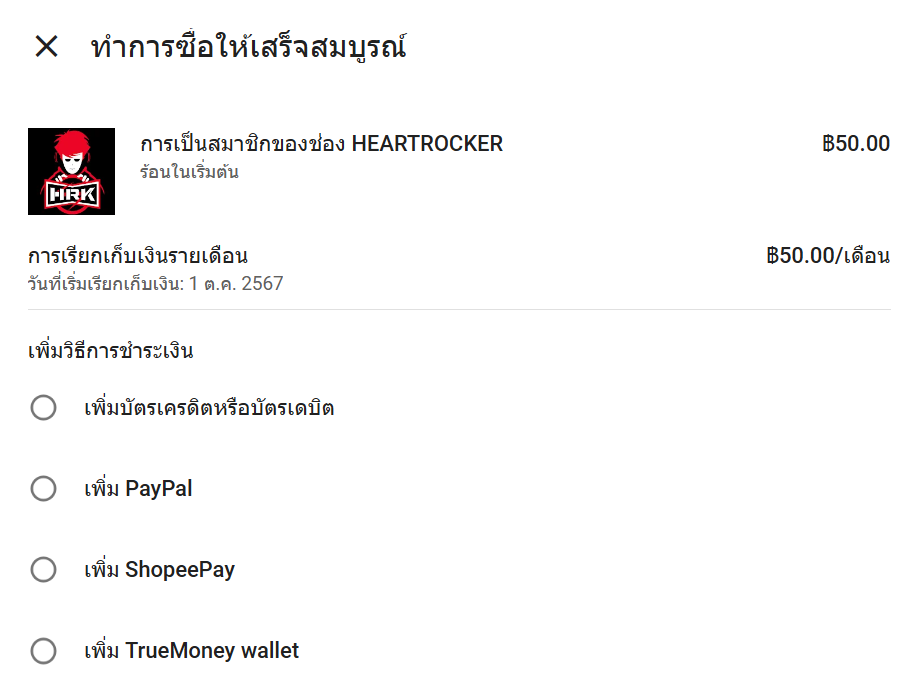 ทำการซื้อให้เสร็จสมบูรณ์
HRK
การเป็นสมาชิกของช่อง HEARTROCKER ฿50.00
ร้อนในเริ่มต้น
การเรียกเก็บเงินรายเดือน ฿50.00/เดือน
วันที่เริ่มเรียกเก็บเงิน: 1 ต.ค. 2567
เพิ่มวิธีการชำระเงิน
เพิ่มบัตรเครดิตหรือบัตรเดบิต
เพิ่ม PayPal
เพิ่ม ShopeePay
เพิ่ม TrueMoney wallet